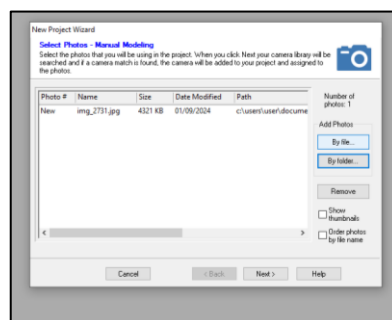 New Project Wizard
Select Photos - Manual Modeling
Select the photos that you will be using in the project. When you click Next your camera library will be
searched and if a camera match is found, the camera will be added to your project and assigned to
the photos.
Photo # Name Size Date Modified Path
New img_2731.jpg 4321 KB 01/09/2024 c:\users\user\docume
Number of
photos: 1
Add Photos
By file...
By folder...
Remove
Show
thumbnails
Order photos
by file name
Cancel < Back Next > Help